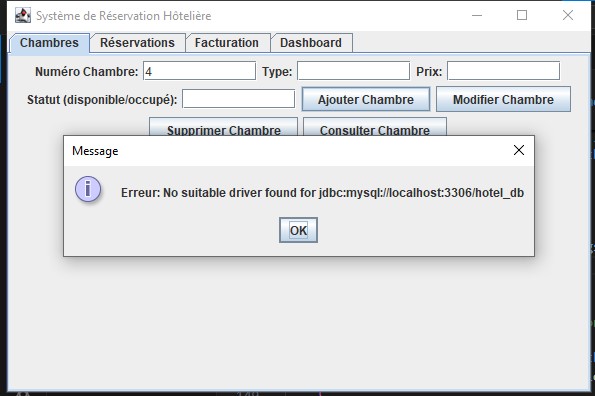 Système de Réservation Hôtelière
Chambres Réservations Facturation Dashboard
Numéro Chambre: 4 Type: Prix:
Statut (disponible/occupé): Ajouter Chambre Modifier Chambre
Supprimer Chambre Consulter Chambre
Message
Erreur: No suitable driver found for jdbc:mysql://localhost:3306/hotel_db
OK